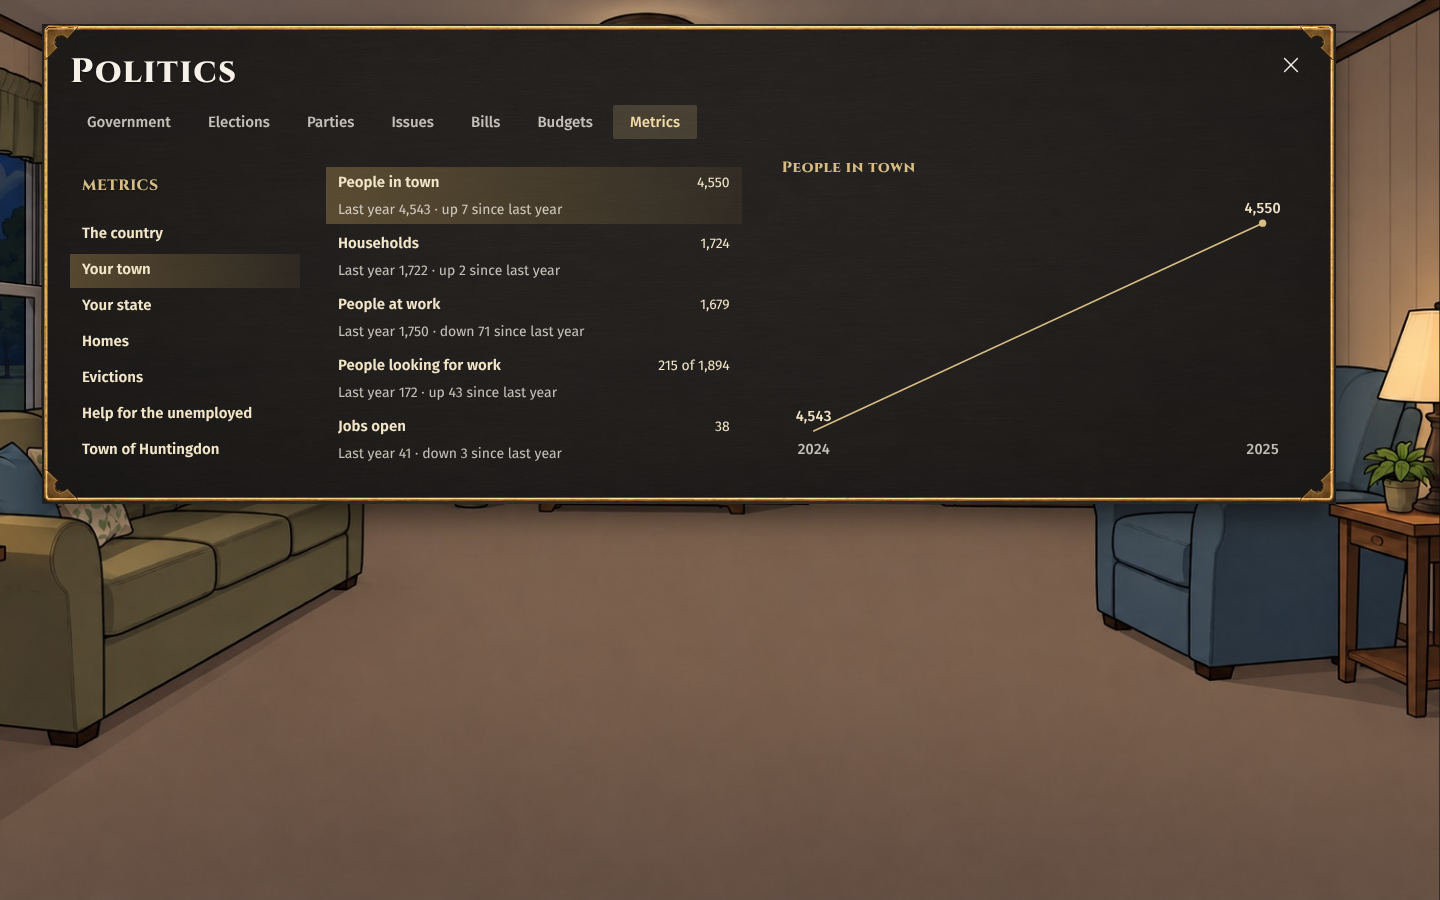 Politics
Government Elections Parties Issues Bills Budgets Metrics
Metrics
The country
Your town
Your state
Homes
Evictions
Help for the unemployed
Town of Huntingdon
People in town 4,550
Last year 4,543 · up 7 since last year
Households 1,724
Last year 1,722 · up 2 since last year
People at work 1,679
Last year 1,750 · down 71 since last year
People looking for work 215 of 1,894
Last year 172 · up 43 since last year
Jobs open 38
Last year 41 · down 3 since last year
People in town
4,550
4,543
2024 2025